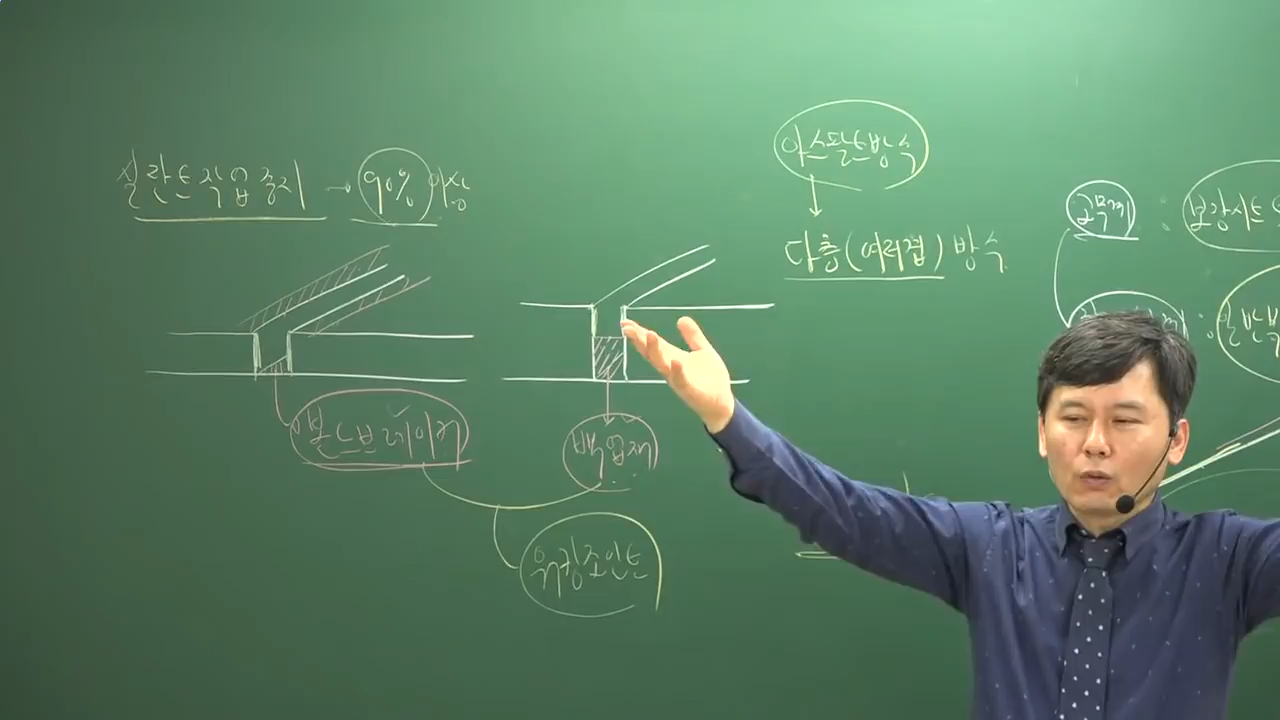 실란트작업중지 → 90% 이상
아스팔트방수
다층(여러겹) 방수
본드브레이커
백업재
워킹조인트
보강시트